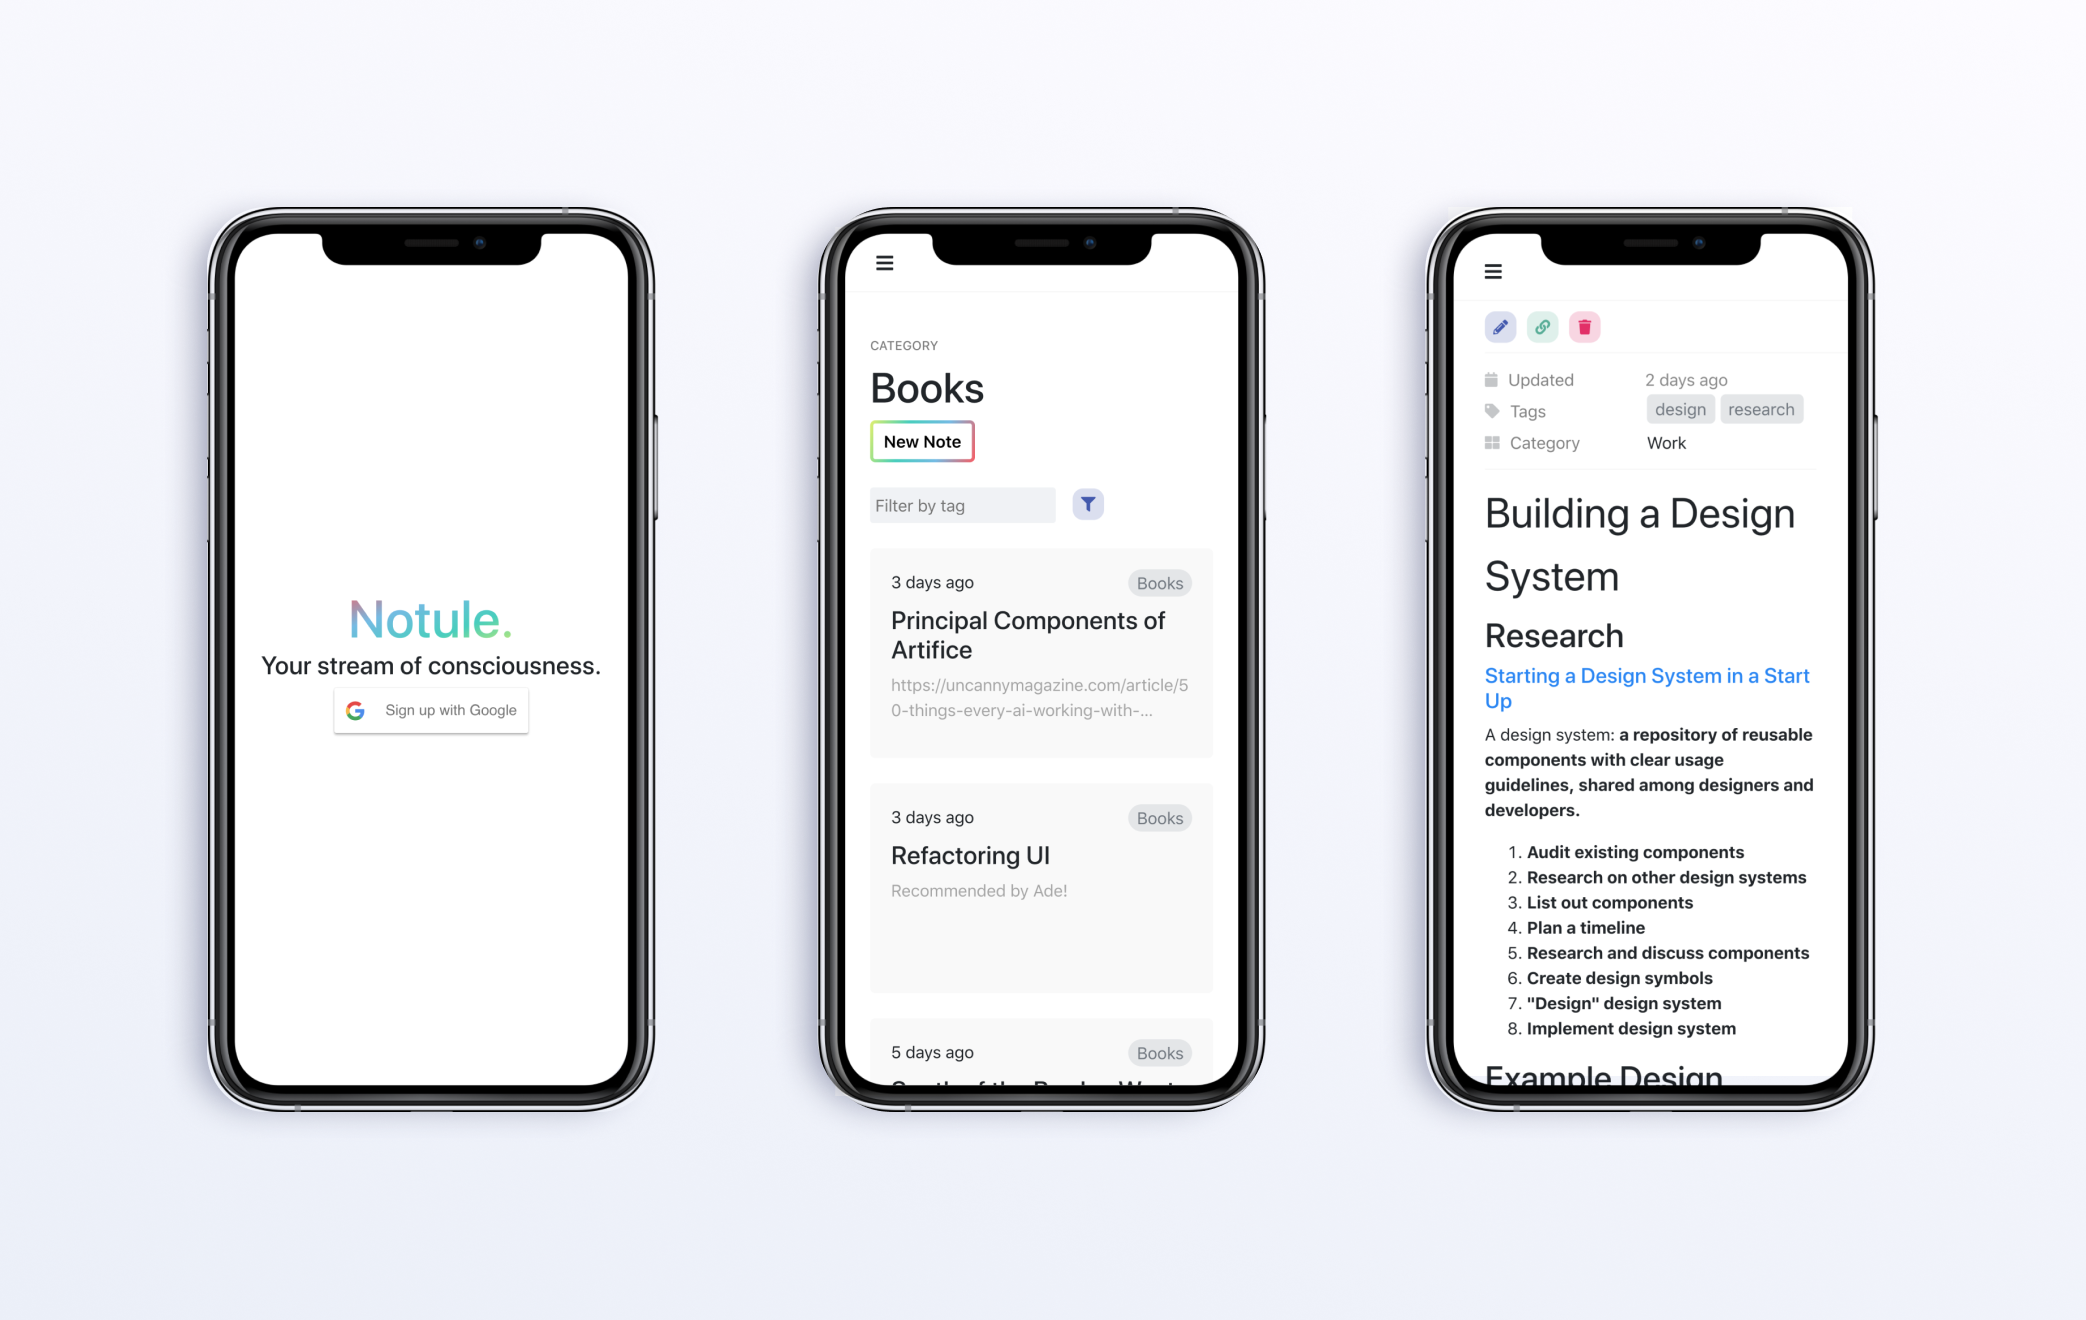 Notule.
Your stream of consciousness.
Sign up with Google
CATEGORY
Books
New Note
Filter by tag
3 days ago
Books
Principal Components of
Artifice
https://uncannymagazine.com/article/5
0-things-every-ai-working-with-...
3 days ago
Books
Refactoring UI
Recommended by Ade!
5 days ago
Books
Updated
2 days ago
Tags
design
research
Category
Work
Building a Design
System
Research
Starting a Design System in a Start
Up
A design system: a repository of reusable
components with clear usage
guidelines, shared among designers and
developers.
1. Audit existing components
2. Research on other design systems
3. List out components
4. Plan a timeline
5. Research and discuss components
6. Create design symbols
7. "Design" design system
8. Implement design system
Example Design